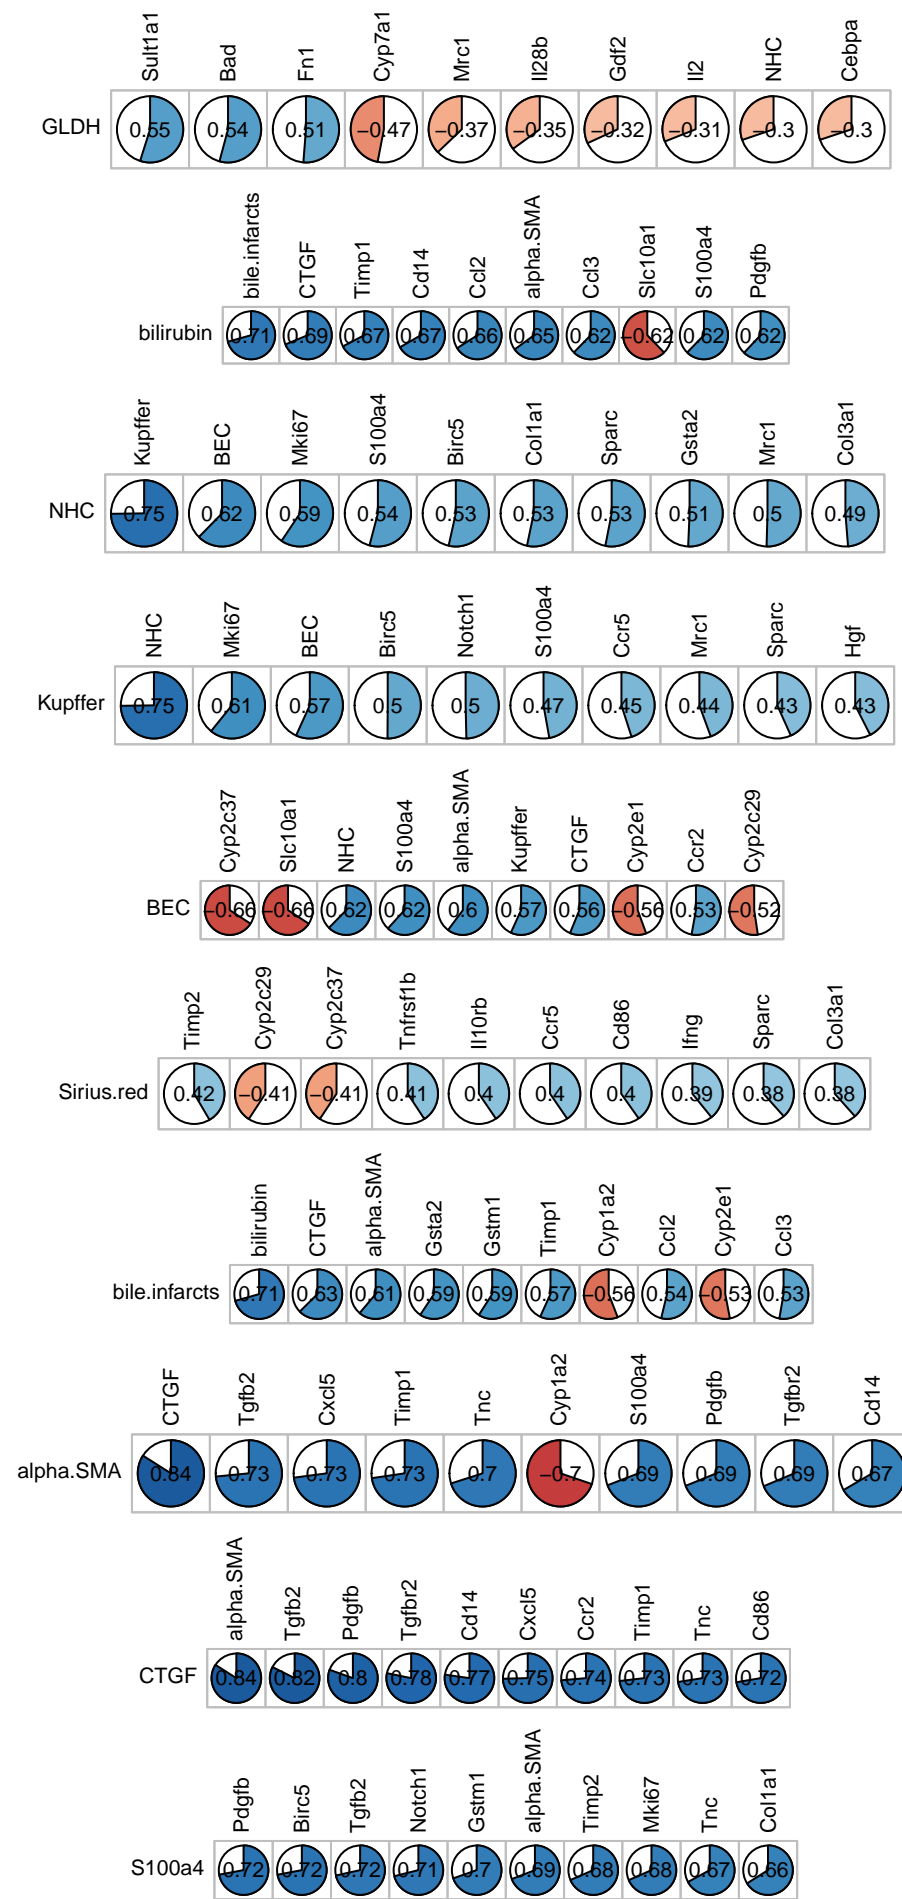 Sult1a1 Bad Fn1 Cyp7a1 Mrc1 Il28b Gdf2 Il2 NHC Cebpa
GLDH 0.55 0.54 0.51 −0.47 −0.37 −0.35 −0.32 −0.31 −0.3 −0.3
bile.infarcts CTGF Timp1 Cd14 Ccl2 alpha.SMA Ccl3 Slc10a1 S100a4 Pdgfb
bilirubin 0.71 0.69 0.67 0.67 0.66 0.65 0.62 −0.62 0.62 0.62
Kupffer BEC Mki67 S100a4 Birc5 Col1a1 Sparc Gsta2 Mrc1 Col3a1
NHC 0.75 0.62 0.59 0.54 0.53 0.53 0.53 0.51 0.5 0.49
NHC Mki67 BEC Birc5 Notch1 S100a4 Ccr5 Mrc1 Sparc Hgf
Kupffer 0.75 0.61 0.57 0.5 0.5 0.47 0.45 0.44 0.43 0.43
Cyp2c37 Slc10a1 NHC S100a4 alpha.SMA Kupffer CTGF Cyp2e1 Ccr2 Cyp2c29
BEC −0.66 −0.66 0.62 0.62 0.6 0.57 0.56 −0.56 0.53 −0.52
Timp2 Cyp2c29 Cyp2c37 Tnfrsf1b Il10rb Ccr5 Cd86 Ifng Sparc Col3a1
Sirius.red 0.42 −0.41 −0.41 0.41 0.4 0.4 0.4 0.39 0.38 0.38
bilirubin CTGF alpha.SMA Gsta2 Gstm1 Timp1 Cyp1a2 Ccl2 Cyp2e1 Ccl3
bile.infarcts 0.71 0.63 0.61 0.59 0.59 0.57 −0.56 0.54 −0.53 0.53
CTGF Tgfb2 Cxcl5 Timp1 Tnc Cyp1a2 S100a4 Pdgfb Tgfbr2 Cd14
alpha.SMA 0.84 0.73 0.73 0.73 0.7 −0.7 0.69 0.69 0.69 0.67
alpha.SMA Tgfb2 Pdgfb Tgfbr2 Cd14 Cxcl5 Ccr2 Timp1 Tnc Cd86
CTGF 0.84 0.82 0.8 0.78 0.77 0.75 0.74 0.73 0.73 0.72
Pdgfb Birc5 Tgfb2 Notch1 Gstm1 alpha.SMA Timp2 Mki67 Tnc Col1a1
S100a4 0.72 0.72 0.72 0.71 0.7 0.69 0.68 0.68 0.67 0.66